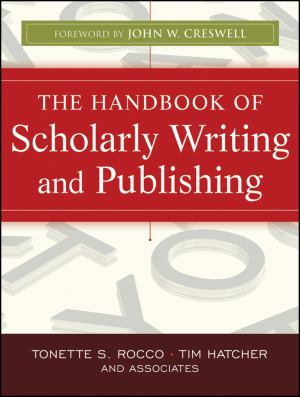 FOREWORD BY JOHN W. CRESWELL
THE HANDBOOK OF
Scholarly Writing
and Publishing
TONETTE S. ROCCO • TIM HATCHER
AND ASSOCIATES